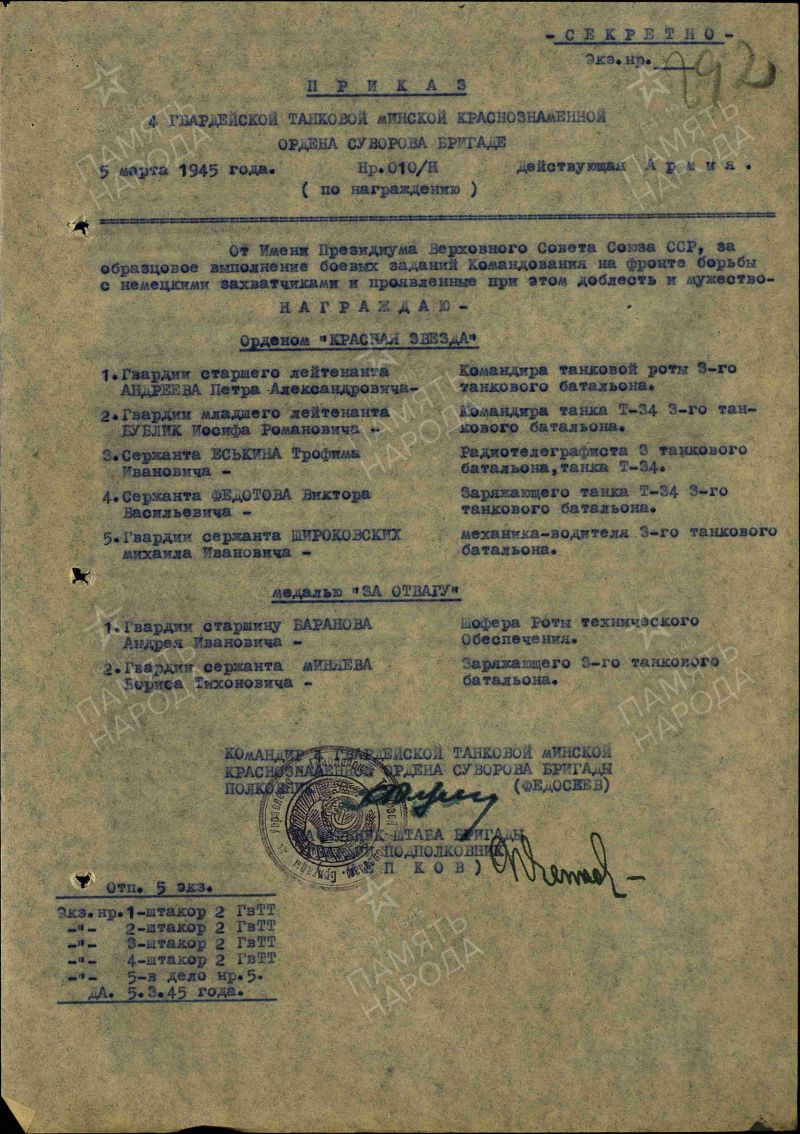 - СЕКРЕТНО -
Экз.нр.
192
ПРИКАЗ
4 ГВАРДЕЙСКОЙ ТАНКОВОЙ МИНСКОЙ КРАСНОЗНАМЕННОЙ
ОРДЕНА СУВОРОВА БРИГАДЕ
5 марта 1945 года. Нр.010/Н Действующая Армия.
( по награждению )
От Имени Президиума Верховного Совета Союза ССР, за
образцовое выполнение боевых заданий Командования на фронте борьбы
с немецкими захватчиками и проявленные при этом доблесть и мужество-
НАГРАЖДАЮ-
Орденом "КРАСНАЯ ЗВЕЗДА"
1.Гвардии старшего лейтенанта Командира танковой роты 3-го
АНДРЕЕВА Петра Александровича- танкового батальона.
2.Гвардии младшего лейтенанта Командира танка Т-34 3-го тан-
БУБЛИК Иосифа Романовича - кового батальона.
3.Сержанта ЕСЬКИНА Трофима Радиотелеграфиста 3 танкового
Ивановича - батальона,танка Т-34.
4.Сержанта ФЕДОТОВА Виктора Заряжающего танка Т-34 3-го
Васильевича - танкового батальона.
5.Гвардии сержанта ШИРОКОВСКИХ механика-водителя 3-го танкового
михаила Ивановича - батальона.
медалью "ЗА ОТВАГУ"
1.Гвардии старшину БАРАНОВА Шофера Роты технического
Андрея Ивановича - Обеспечения.
2.Гвардии сержанта МИНЯЕВА Заряжающего 3-го танкового
Бориса Тихоновича - батальона.
КОМАНДИР 4 ГВАРДЕЙСКОЙ ТАНКОВОЙ МИНСКОЙ
КРАСНОЗНАМЕННОЙ ОРДЕНА СУВОРОВА БРИГАДЫ
ПОЛКОВНИК (ФЕДОСЕЕВ)
НАЧАЛЬНИК ШТАБА БРИГАДЫ
ПОДПОЛКОВНИК
Отп. 5 экз.
Экз.нр.1-штакор 2 ГвТТ
-"- 2-штакор 2 ГвТТ
-"- 3-штакор 2 ГвТТ
-"- 4-штакор 2 ГвТТ
-"- 5-в дело нр.5.
дА. 5.3.45 года.
ПАМЯТЬ
НАРОДА